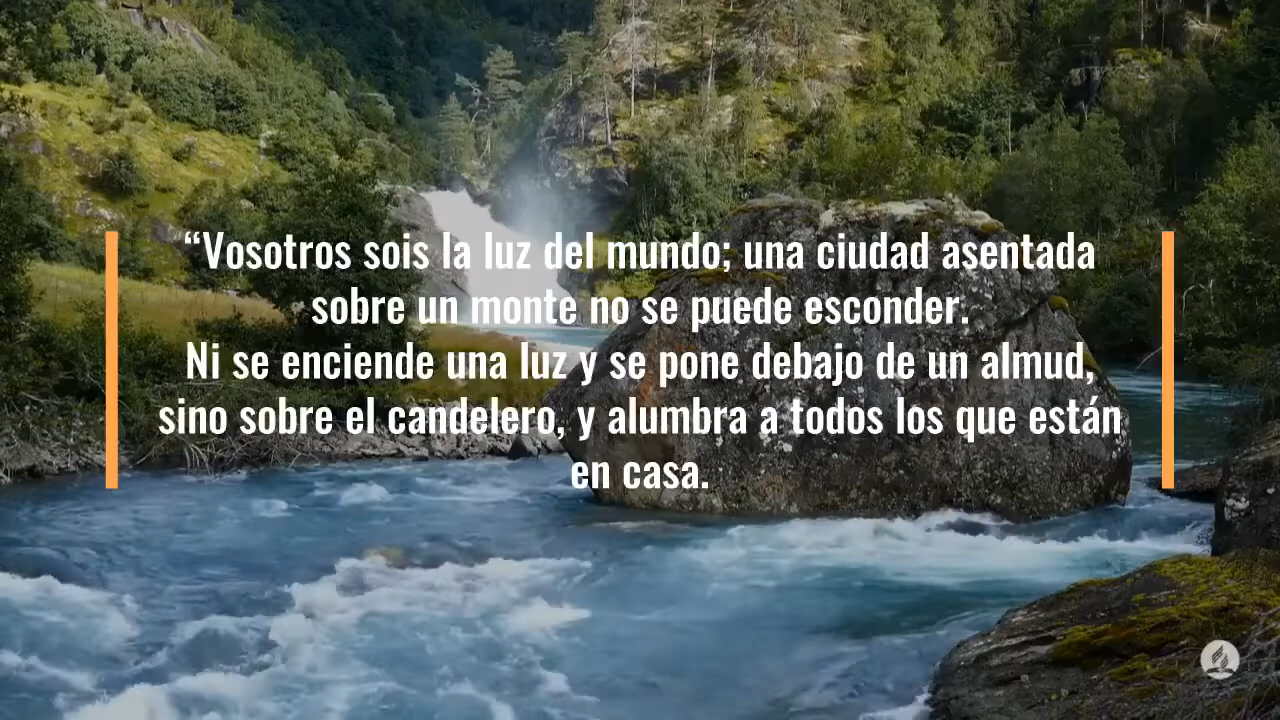 “Vosotros sois la luz del mundo; una ciudad asentada
sobre un monte no se puede esconder.
Ni se enciende una luz y se pone debajo de un almud,
sino sobre el candelero, y alumbra a todos los que están
en casa.